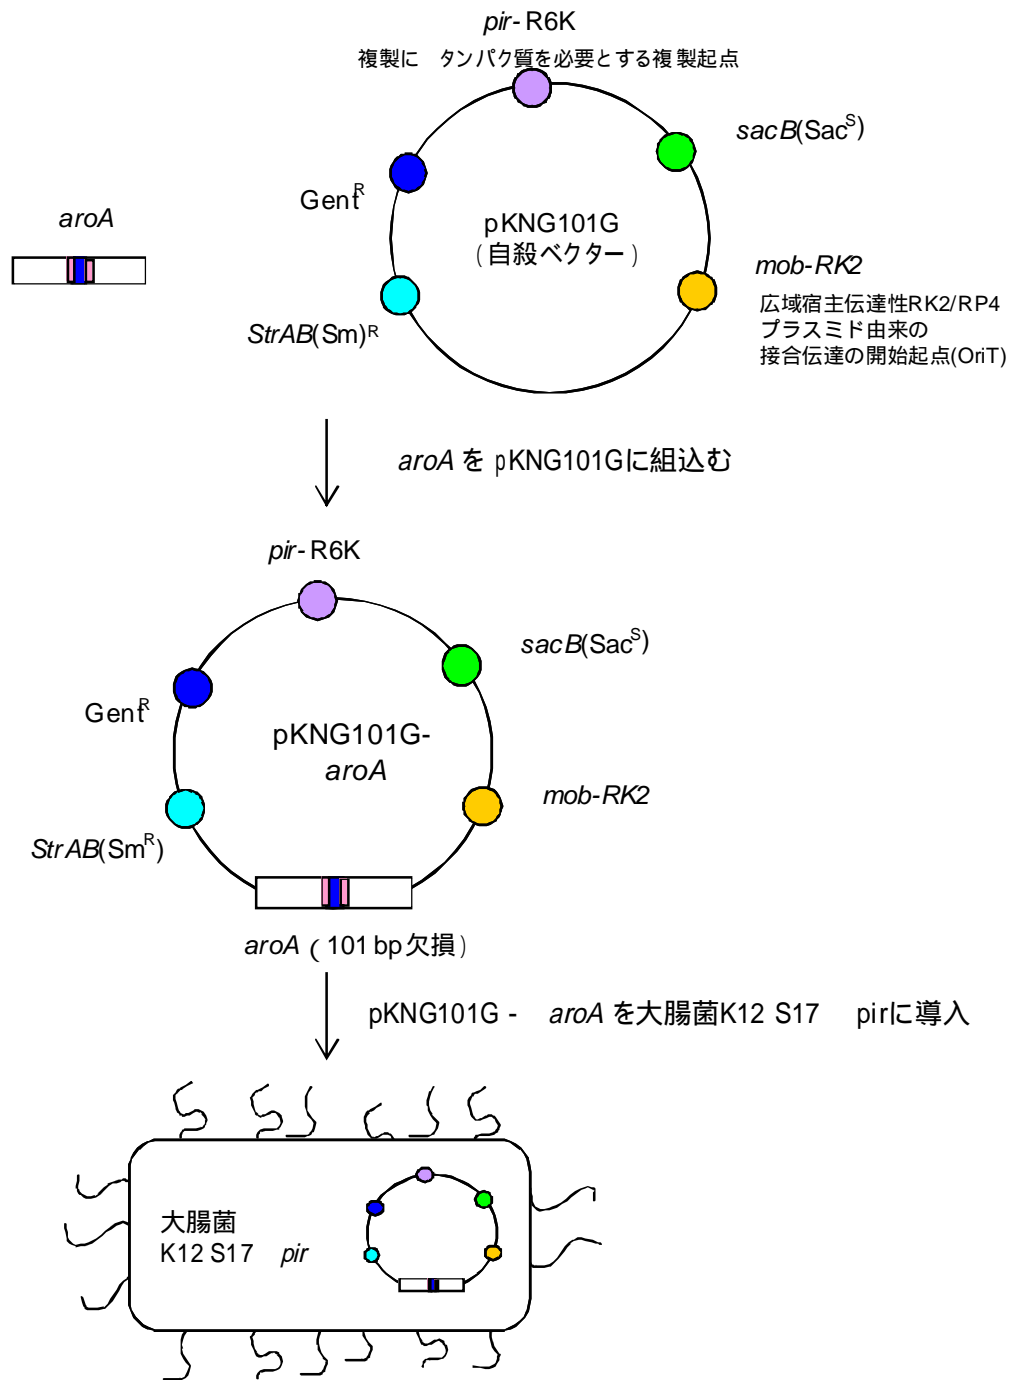 pir-R6K
複製に タンパク質を必要とする複製起点
sacB(Sac^S)
Gent^R
aroA
pKNG101G
(自殺ベクター)
mob-RK2
広域宿主伝達性RK2/RP4
プラスミド由来の
接合伝達の開始起点(OriT)
StrAB(Sm)^R
aroA を pKNG101Gに組込む
pir-R6K
sacB(Sac^S)
Gent^R
pKNG101G-
aroA
mob-RK2
StrAB(Sm^R)
aroA (101 bp欠損)
pKNG101G - aroA を大腸菌K12 S17 pirに導入
大腸菌
K12 S17 pir